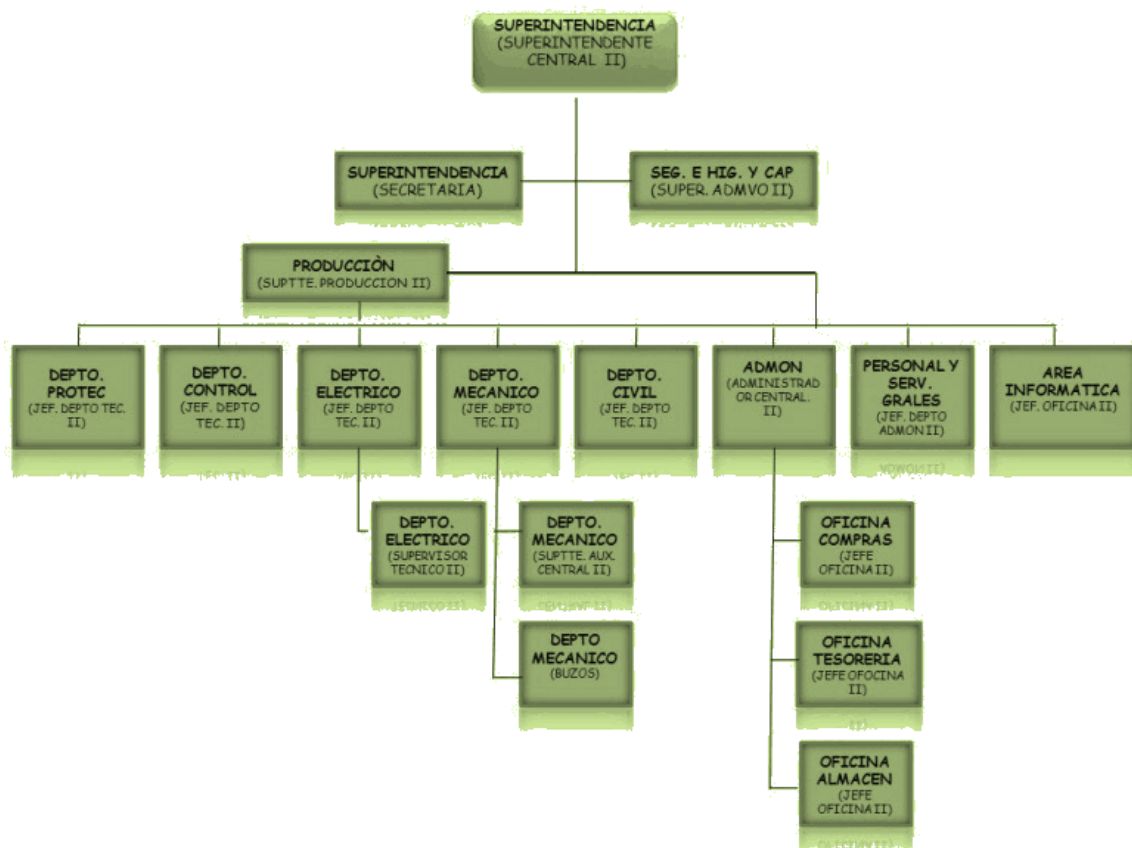 SUPERINTENDENCIA
(SUPERINTENDENTE
CENTRAL II)
SUPERINTENDENCIA
(SECRETARIA)
SEG. E HIG. Y CAP
(SUPER. ADMVO II)
PRODUCCIÒN
(SUPTTE. PRODUCCION II)
DEPTO.
PROTEC
(JEF. DEPTO TEC.
II)
DEPTO.
CONTROL
(JEF. DEPTO
TEC. II)
DEPTO.
ELECTRICO
(JEF. DEPTO
TEC. II)
DEPTO.
MECANICO
(JEF. DEPTO
TEC. II)
DEPTO.
CIVIL
(JEF. DEPTO
TEC. II)
ADMON
(ADMINISTRAD
OR CENTRAL.
II)
PERSONAL Y
SERV.
GRALES
(JEF. DEPTO
ADMON II)
AREA
INFORMATICA
(JEF. OFICINA II)
DEPTO.
ELECTRICO
(SUPERVISOR
TECNICO II)
DEPTO.
MECANICO
(SUPTTE. AUX.
CENTRAL II)
OFICINA
COMPRAS
(JEFE
OFICINA II)
DEPTO
MECANICO
(BUZOS)
OFICINA
TESORERIA
(JEFE OFOCINA
II)
OFICINA
ALMACEN
(JEFE
OFICINA II)